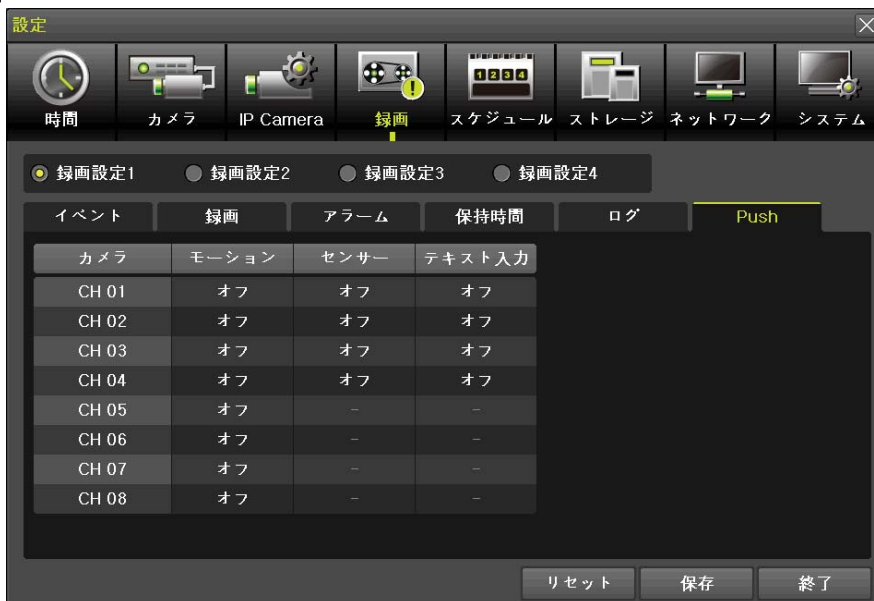 設定
時間 カメラ IP Camera 録画 スケジュール ストレージ ネットワーク システム
1 2 3 4
録画設定1 録画設定2 録画設定3 録画設定4
イベント 録画 アラーム 保持時間 ログ Push
カメラ モーション センサー テキスト入力
CH 01 オフ オフ オフ
CH 02 オフ オフ オフ
CH 03 オフ オフ オフ
CH 04 オフ オフ オフ
CH 05 オフ - -
CH 06 オフ - -
CH 07 オフ - -
CH 08 オフ - -
リセット 保存 終了